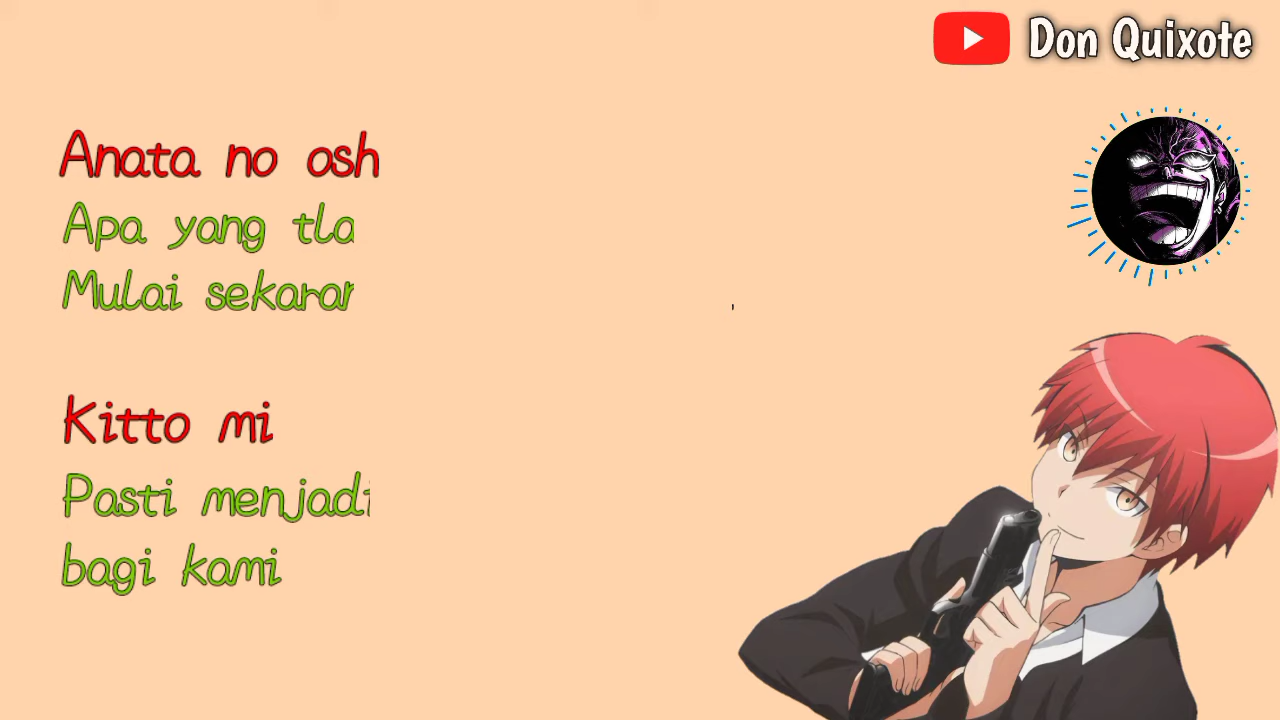 Don Quixote
Anata no osh
Apa yang tla
Mulai sekarar
Kitto mi
Pasti menjadi
bagi kami